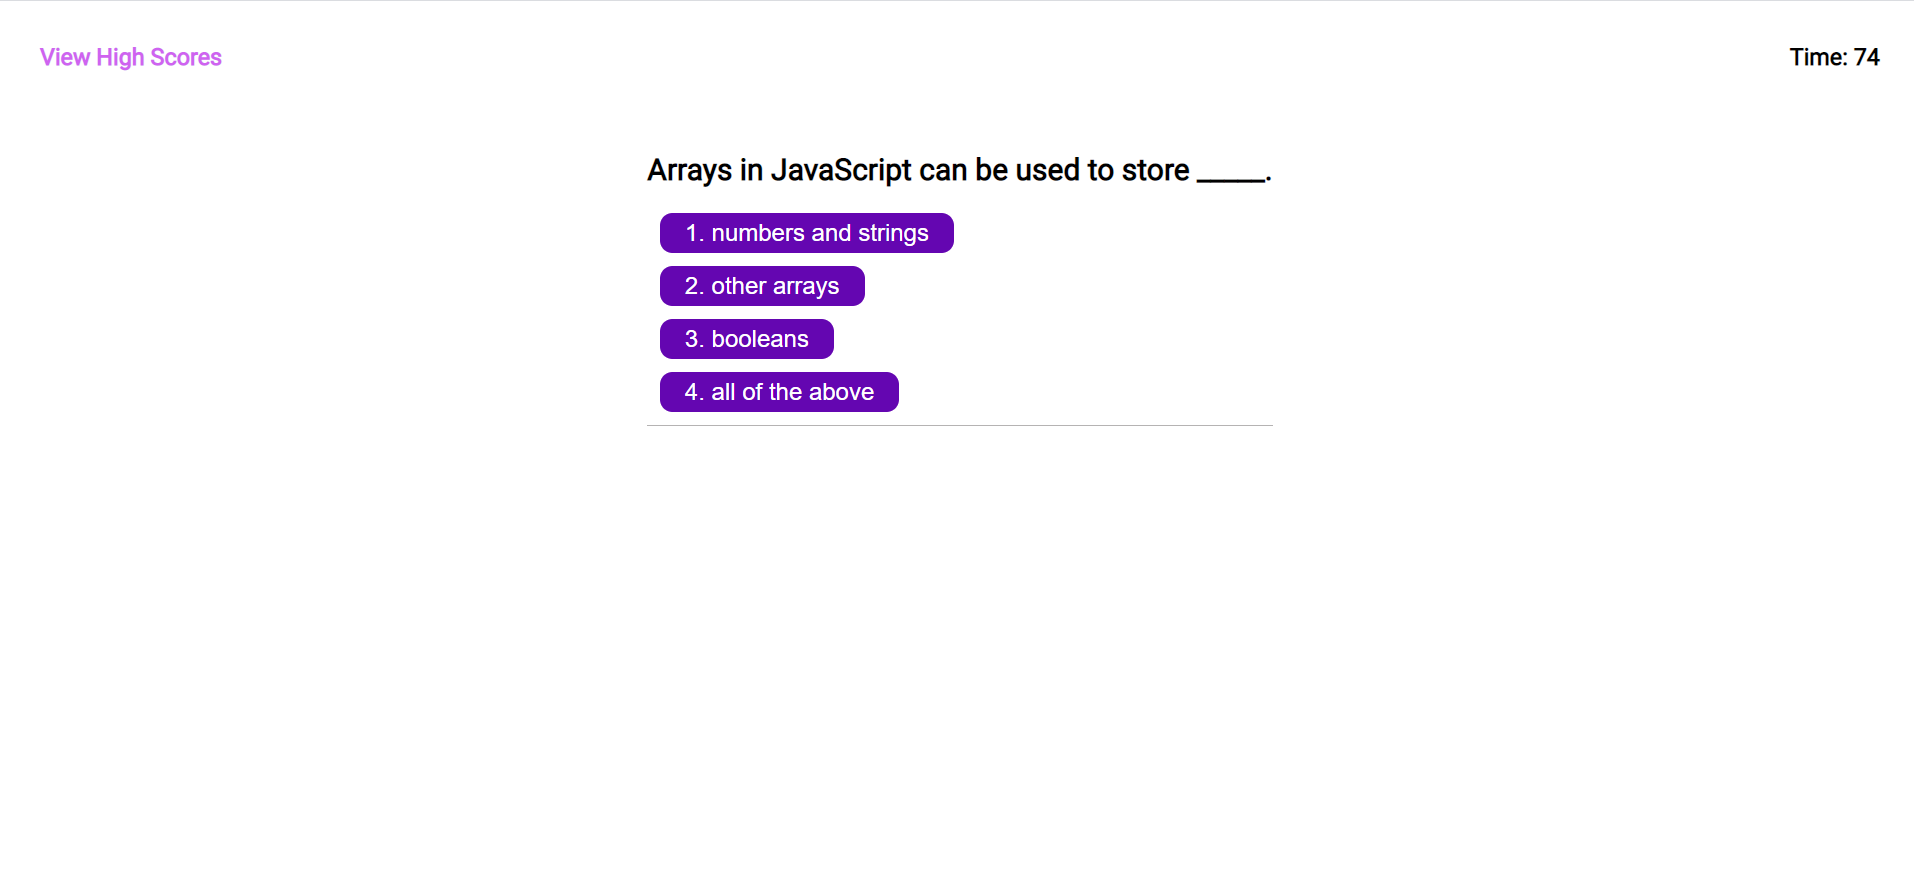 View High Scores
Time: 74
Arrays in JavaScript can be used to store _____.
1. numbers and strings
2. other arrays
3. booleans
4. all of the above